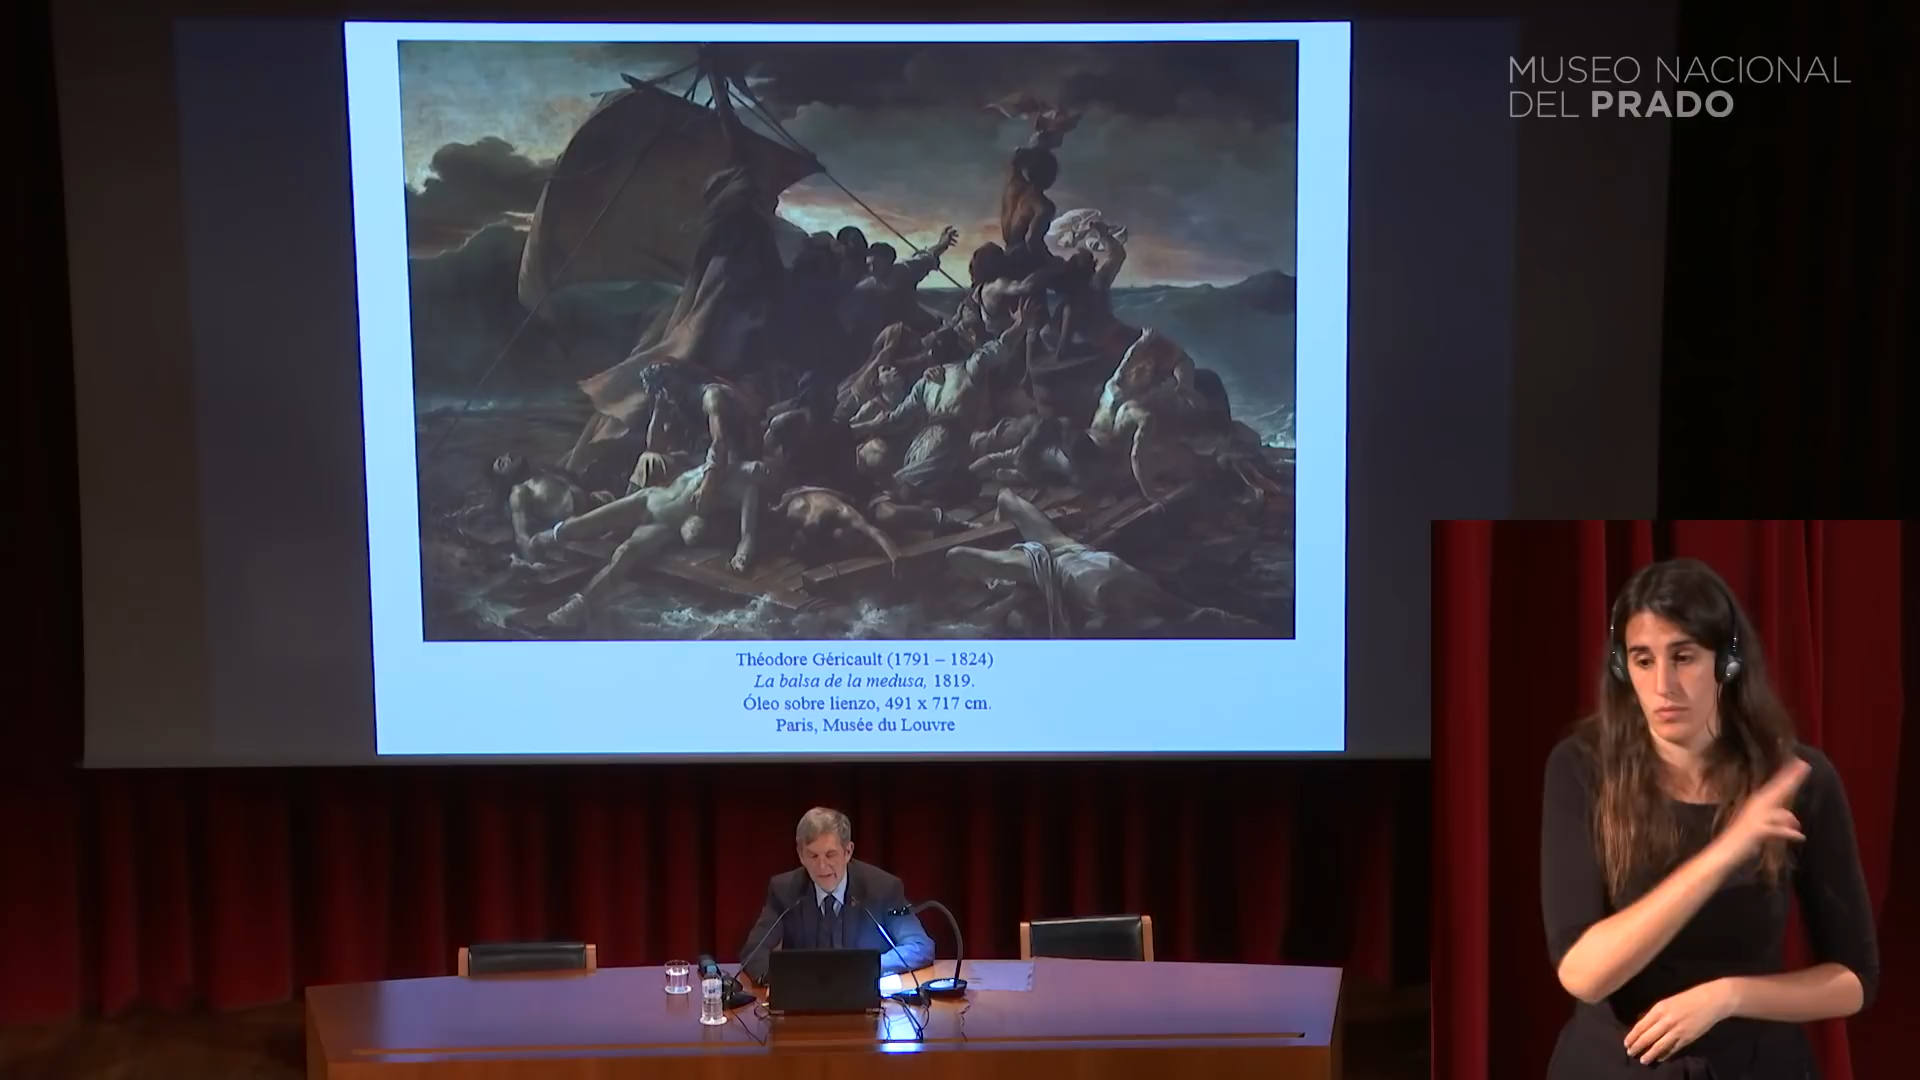 MUSEO NACIONAL
DEL PRADO
Théodore Géricault (1791 – 1824)
La balsa de la medusa, 1819.
Óleo sobre lienzo, 491 x 717 cm.
Paris, Musée du Louvre